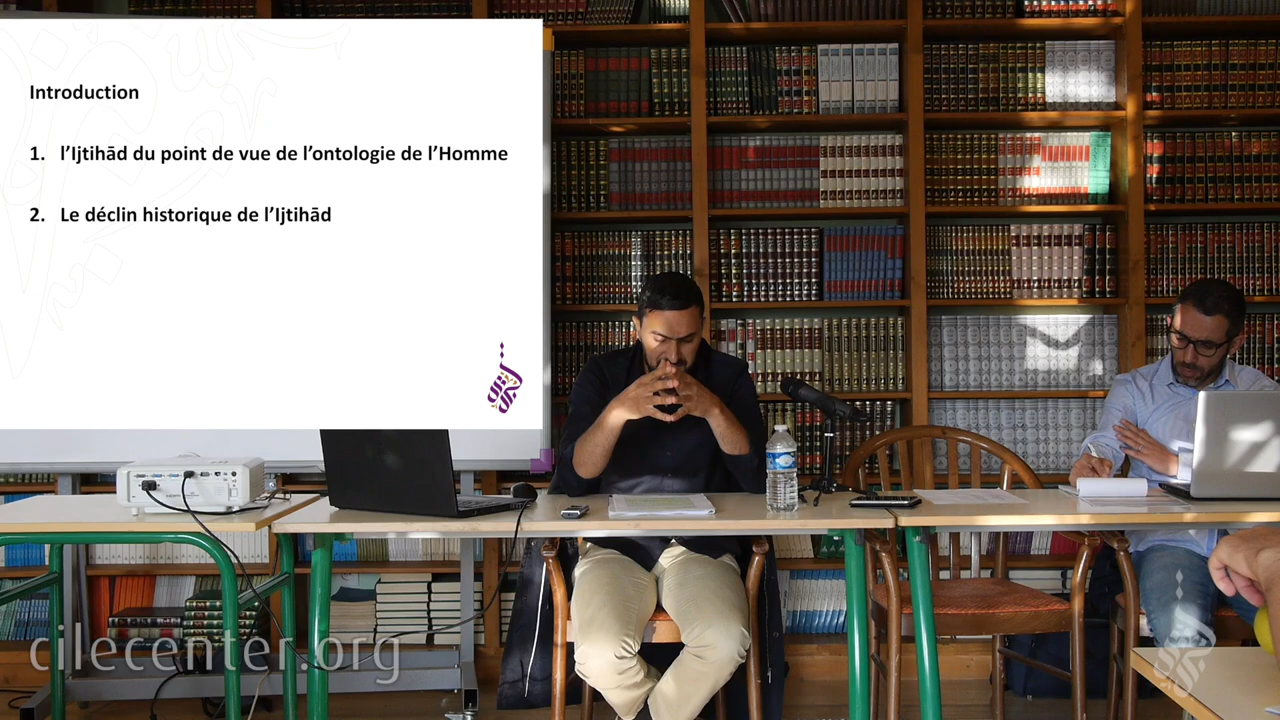 Introduction
1. l’Ijtihād du point de vue de l’ontologie de l’Homme
2. Le déclin historique de l’Ijtihād
cilecenter.org